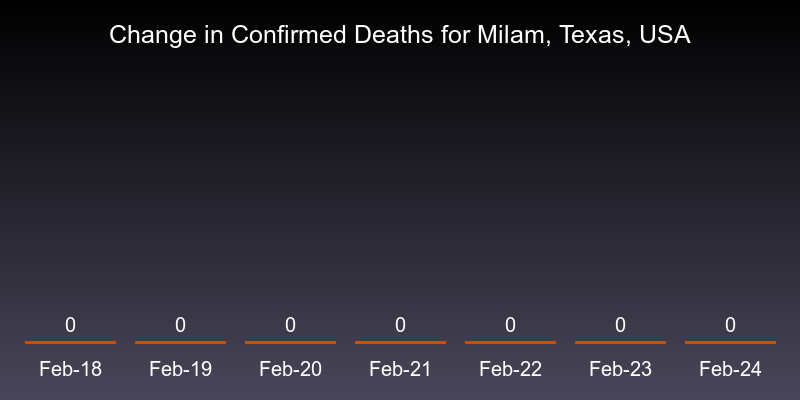 Change in Confirmed Deaths for Milam, Texas, USA
0 0 0 0 0 0 0
Feb-18 Feb-19 Feb-20 Feb-21 Feb-22 Feb-23 Feb-24